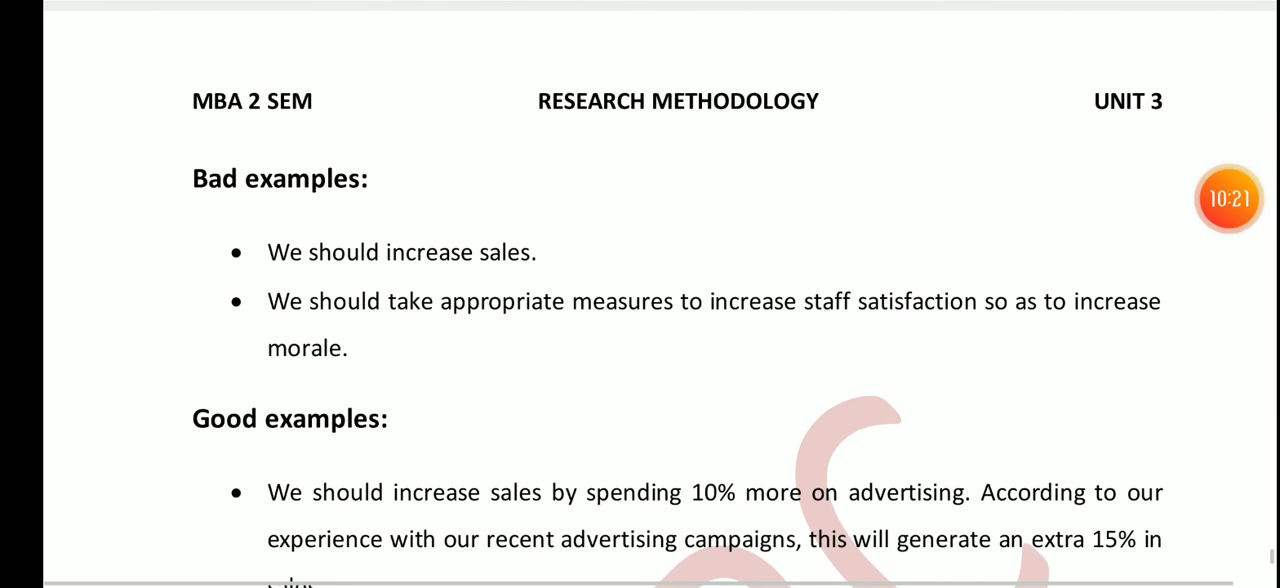 MBA 2 SEM RESEARCH METHODOLOGY UNIT 3
Bad examples:
10:21
• We should increase sales.
• We should take appropriate measures to increase staff satisfaction so as to increase
morale.
Good examples:
• We should increase sales by spending 10% more on advertising. According to our
experience with our recent advertising campaigns, this will generate an extra 15% in